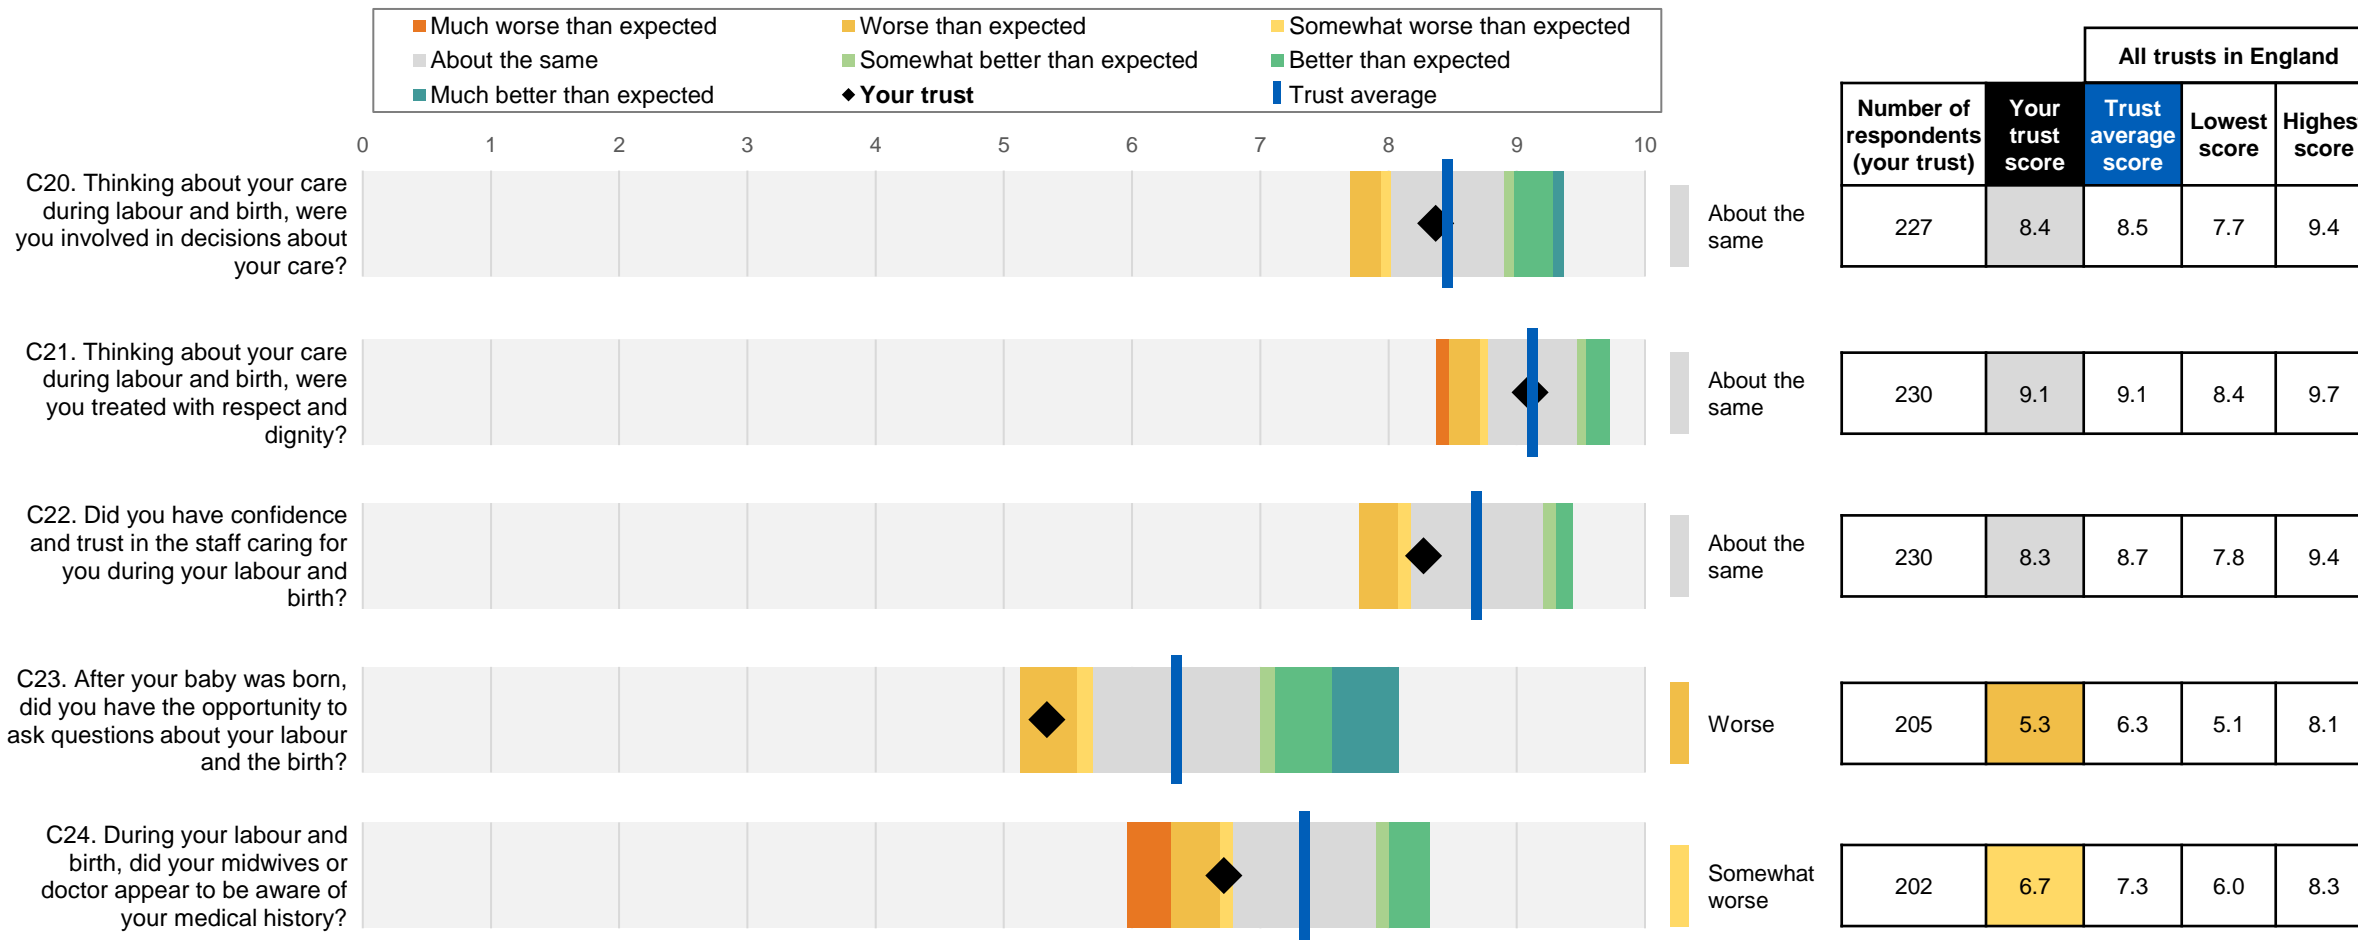 Much worse than expected
Worse than expected
Somewhat worse than expected
About the same
Somewhat better than expected
Better than expected
Much better than expected
Your trust
Trust average
All trusts in England
Number of
respondents
(your trust)
Your
trust
score
Trust
average
score
Lowest
score
Highes
score
0 1 2 3 4 5 6 7 8 9 10
C20. Thinking about your care
during labour and birth, were
you involved in decisions about
your care?
About the
same
227 8.4 8.5 7.7 9.4
C21. Thinking about your care
during labour and birth, were
you treated with respect and
dignity?
About the
same
230 9.1 9.1 8.4 9.7
C22. Did you have confidence
and trust in the staff caring for
you during your labour and
birth?
About the
same
230 8.3 8.7 7.8 9.4
C23. After your baby was born,
did you have the opportunity to
ask questions about your labour
and the birth?
Worse
205 5.3 6.3 5.1 8.1
C24. During your labour and
birth, did your midwives or
doctor appear to be aware of
your medical history?
Somewhat
worse
202 6.7 7.3 6.0 8.3